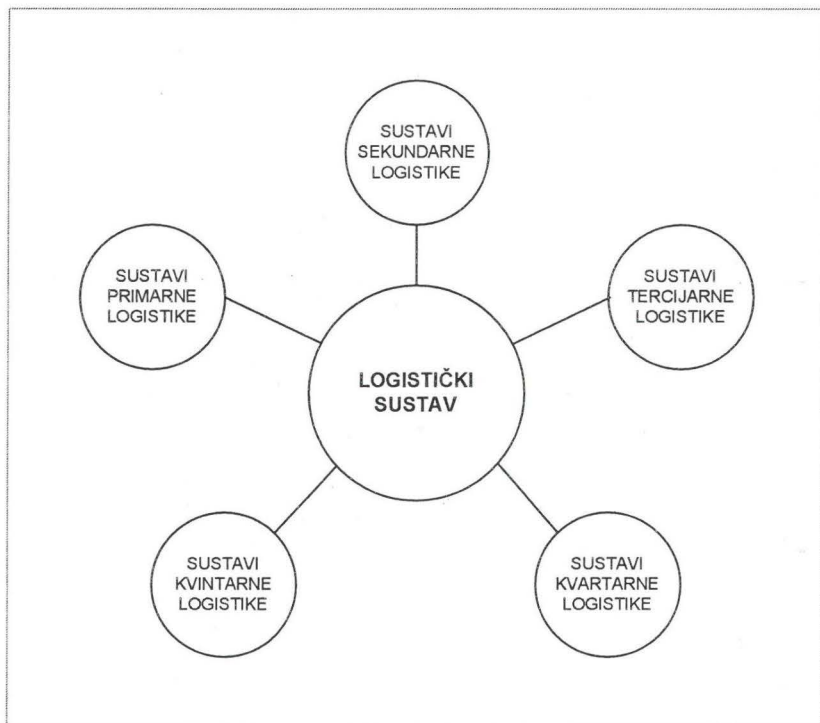 SUSTAVI
SEKUNDARNE
LOGISTIKE
SUSTAVI
PRIMARNE
LOGISTIKE
SUSTAVI
TERCIJARNE
LOGISTIKE
LOGISTIČKI
SUSTAV
SUSTAVI
KVINTARNE
LOGISTIKE
SUSTAVI
KVARTARNE
LOGISTIKE